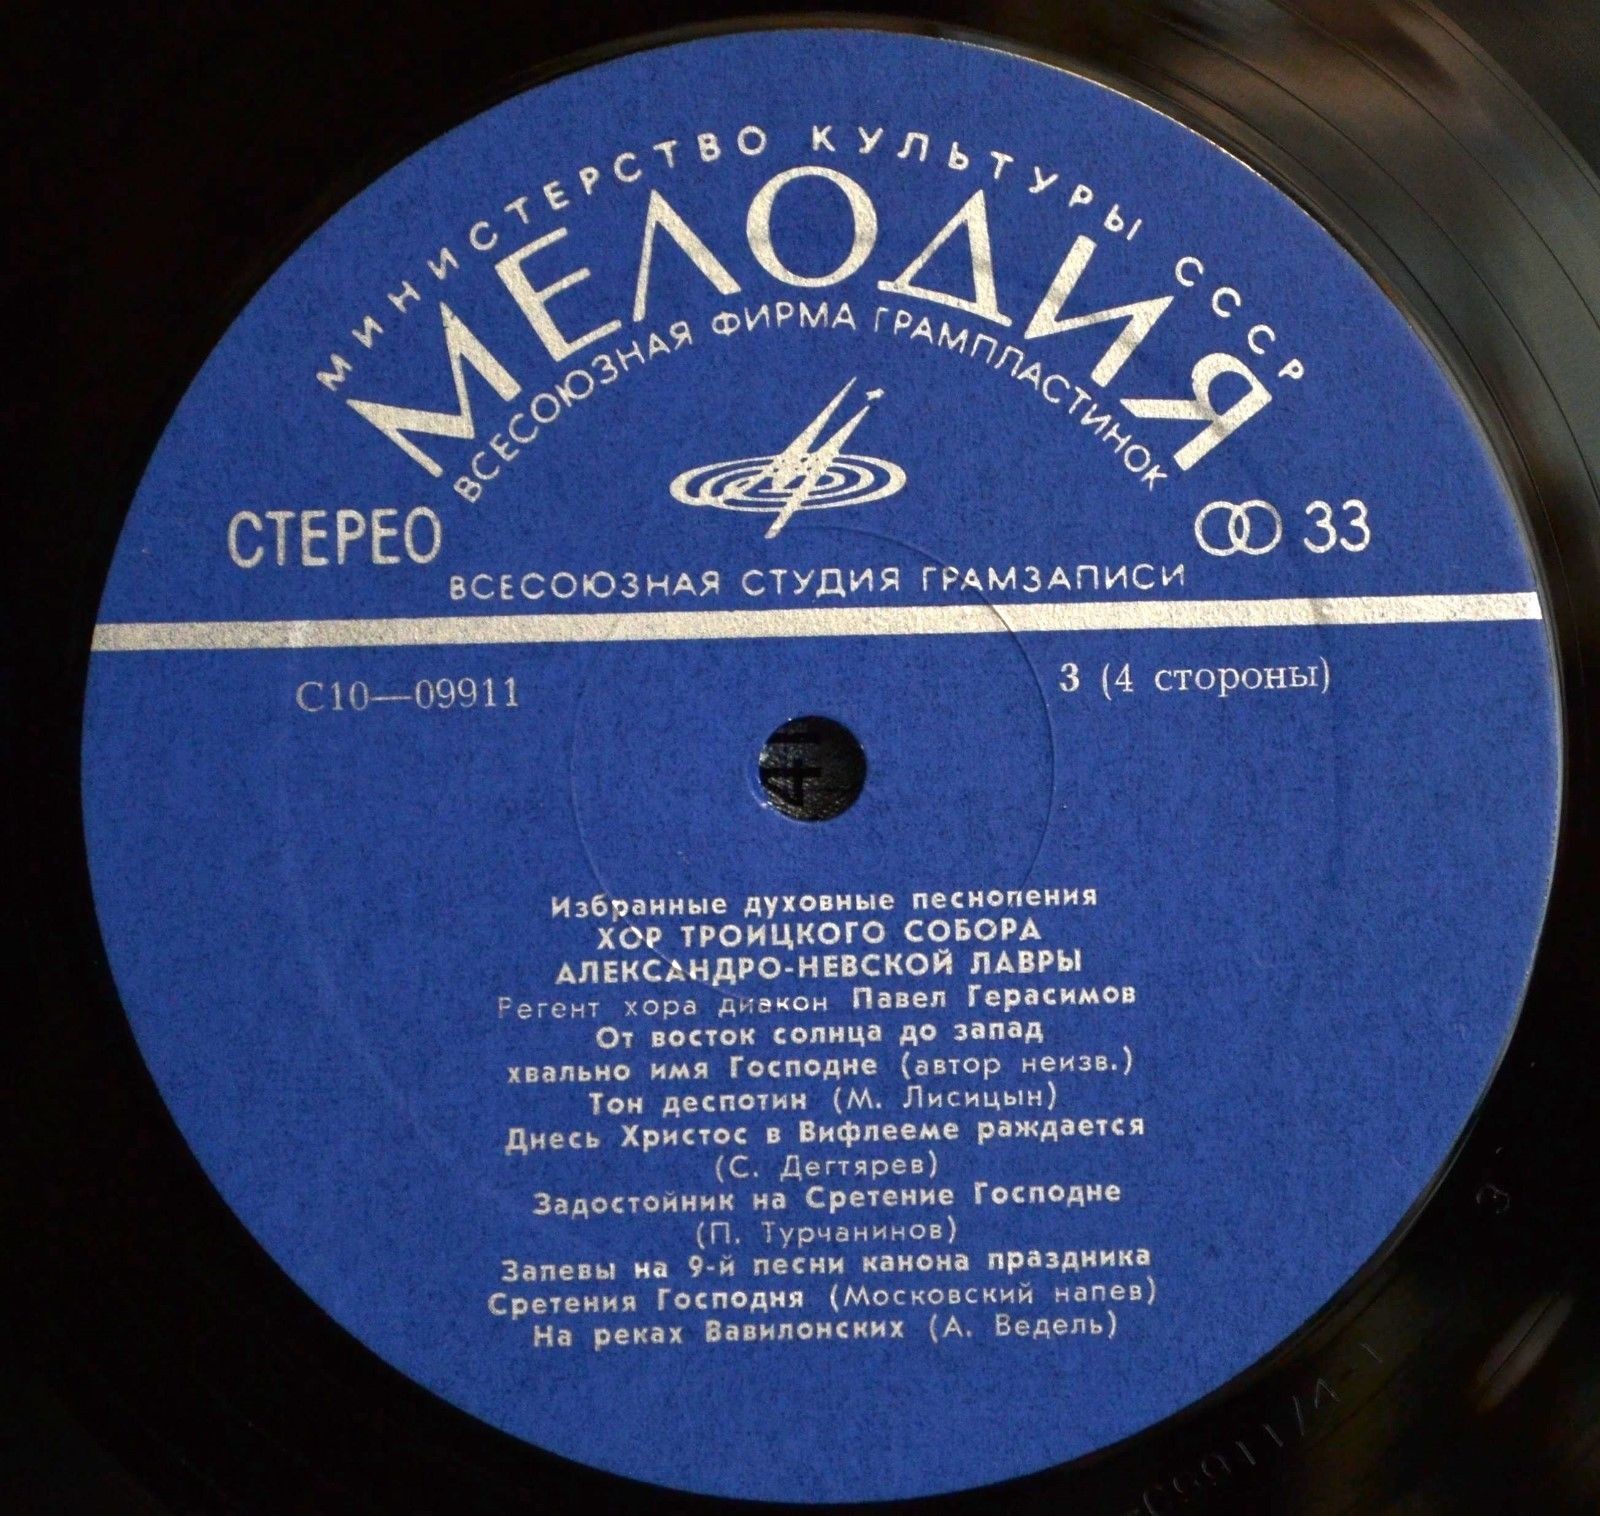 МИНИСТЕРСТВО КУЛЬТУРЫ СССР
МЕЛОДИЯ
ВСЕСОЮЗНАЯ ФИРМА ГРАМПЛАСТИНОК
СТЕРЕО
33
ВСЕСОЮЗНАЯ СТУДИЯ ГРАМЗАПИСИ
С10—09911
3 (4 стороны)
Избранные духовные песнопения
ХОР ТРОИЦКОГО СОБОРА
АЛЕКСАНДРО-НЕВСКОЙ ЛАВРЫ
Регент хора диакон Павел Герасимов
От восток солнца до запад
хвально имя Господне (автор неизв.)
Тон деспотин (М. Лисицын)
Днесь Христос в Вифлееме раждается
(С. Дегтярев)
Задостойник на Сретение Господне
(П. Турчанинов)
Запевы на 9-й песни канона праздника
Сретения Господня (Московский напев)
На реках Вавилонских (А. Ведель)